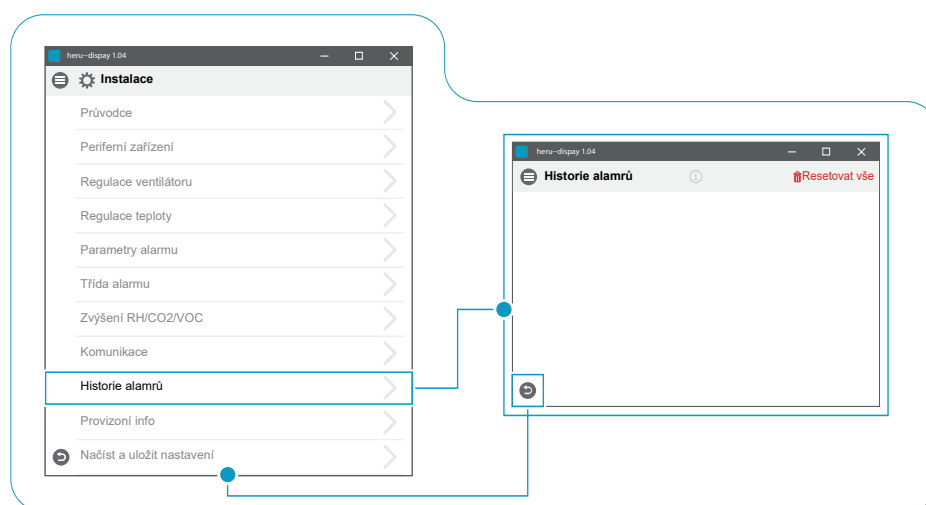 heru--dispay 1.04
Instalace
Průvodce
Periferní zařízení
Regulace ventilátoru
Regulace teploty
Parametry alarmu
Třída alarmu
Zvýšení RH/CO2/VOC
Komunikace
Historie alamrů
Provizoní info
Načíst a uložit nastavení
heru--dispay 1.04
Historie alamrů
Resetovat vše